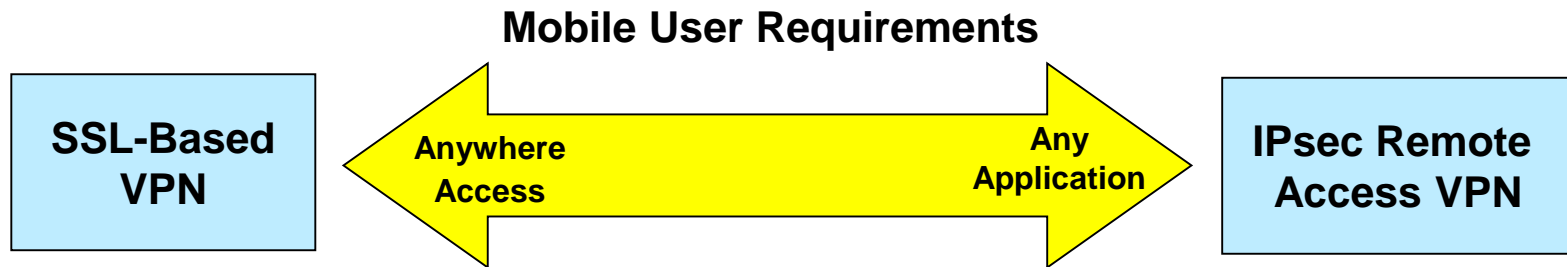 Mobile User Requirements
SSL-Based
VPN
Anywhere
Access
Any
Application
IPsec Remote
Access VPN